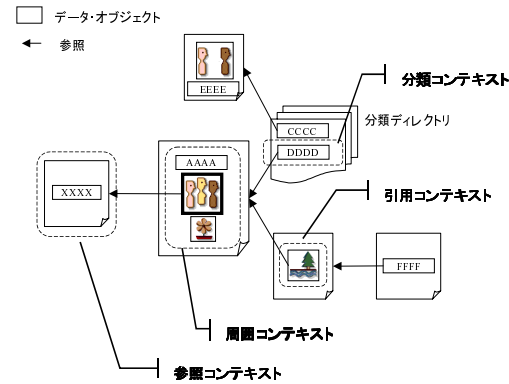 データ・オブジェクト
参照
EEEE
分類コンテキスト
分類ディレクトリ
CCCC
DDDD
AAAA
XXXX
引用コンテキスト
FFFF
周囲コンテキスト
参照コンテキスト